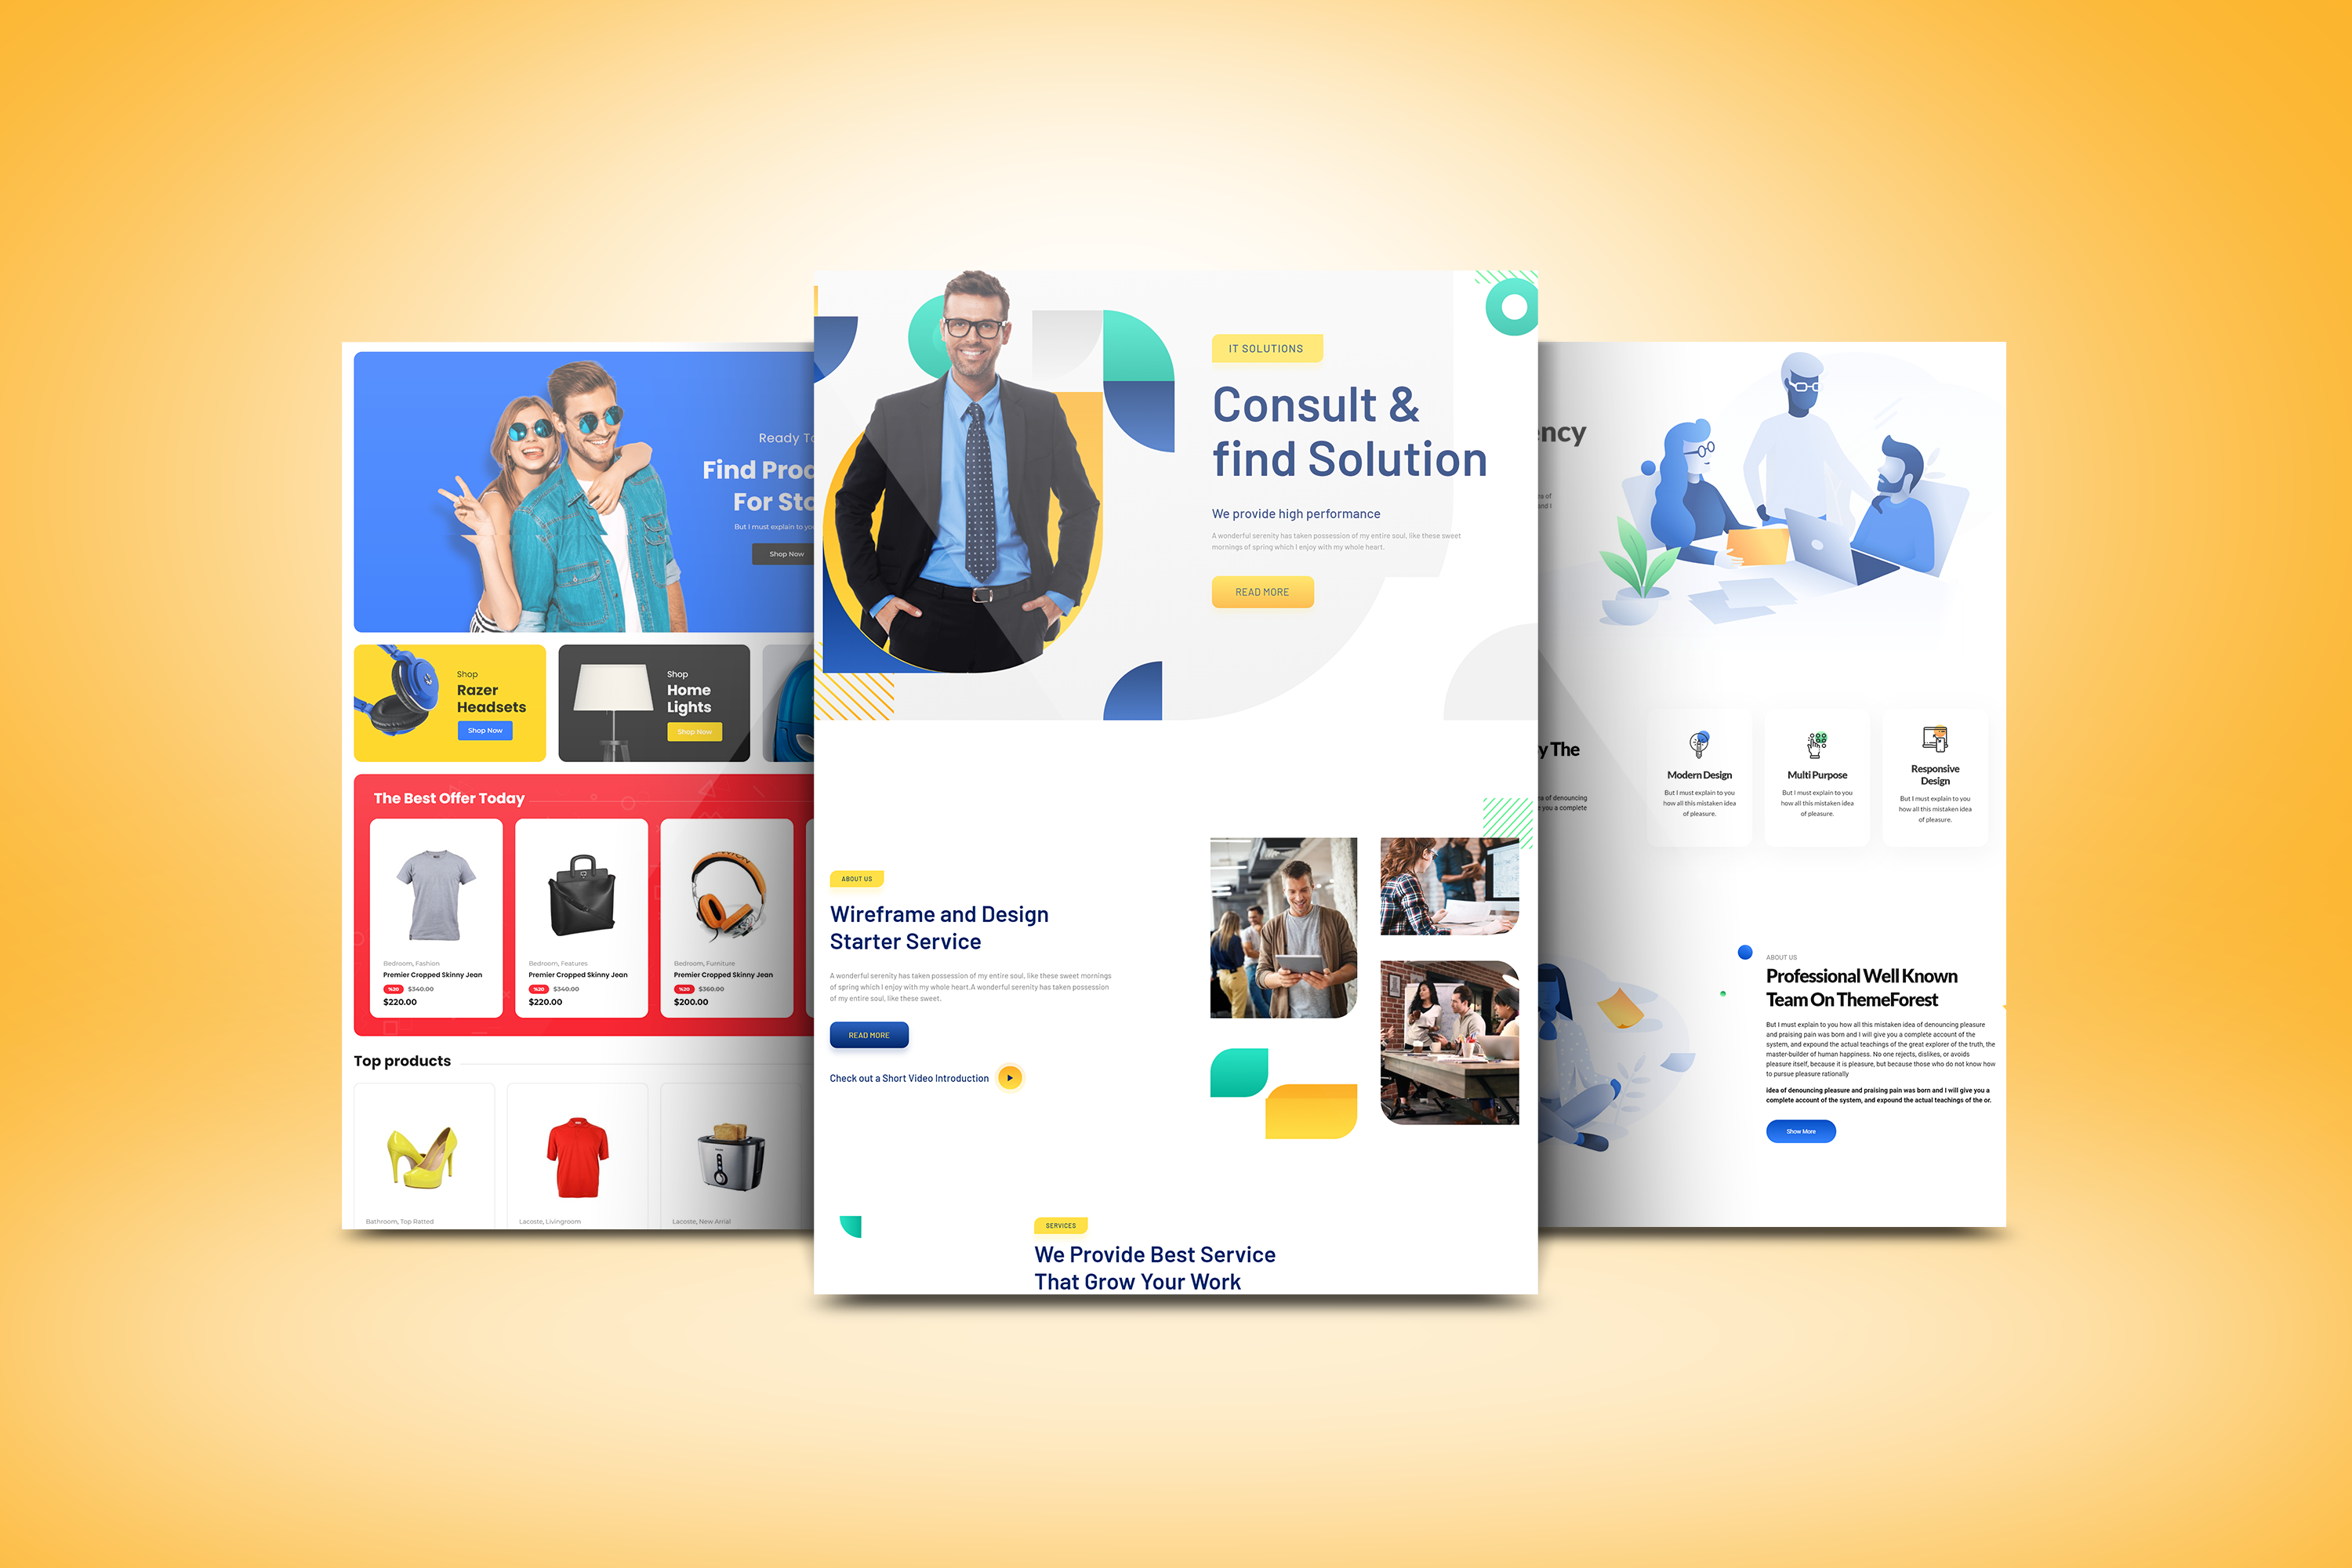 Ready To
Find Prod
For Sto
But I must explain to you
Shop Now
Shop
Razer
Headsets
Shop Now
Shop
Home
Lights
Shop Now
The Best Offer Today
Bedroom, Fashion
Premier Cropped Skinny Jean
%20 $340.00
$220.00
Bedroom, Features
Premier Cropped Skinny Jean
%20 $340.00
$220.00
Bedroom, Furniture
Premier Cropped Skinny Jean
%20 $360.00
$200.00
Top products
Bathroom, Top Ratted
Lacoste, Livingroom
Lacoste, New Arrial
IT SOLUTIONS
Consult &
find Solution
We provide high performance
A wonderful serenity has taken possession of my entire soul, like these sweet
mornings of spring which I enjoy with my whole heart.
READ MORE
ABOUT US
Wireframe and Design
Starter Service
A wonderful serenity has taken possession of my entire soul, like these sweet mornings
of spring which I enjoy with my whole heart.A wonderful serenity has taken possession
of my entire soul, like these sweet.
READ MORE
Check out a Short Video Introduction
SERVICES
We Provide Best Service
That Grow Your Work
ency
ea of
and I
y The
ea of denouncing
e you a complete
Modern Design
But I must explain to you
how all this mistaken idea
of pleasure.
Multi Purpose
But I must explain to you
how all this mistaken idea
of pleasure.
Responsive
Design
But I must explain to you
how all this mistaken idea
of pleasure.
ABOUT US
Professional Well Known
Team On ThemeForest
But I must explain to you how all this mistaken idea of denouncing pleasure
and praising pain was born and I will give you a complete account of the
system, and expound the actual teachings of the great explorer of the truth, the
master-builder of human happiness. No one rejects, dislikes, or avoids
pleasure itself, because it is pleasure, but because those who do not know how
to pursue pleasure rationally
idea of denouncing pleasure and praising pain was born and I will give you a
complete account of the system, and expound the actual teachings of the or.
Show More